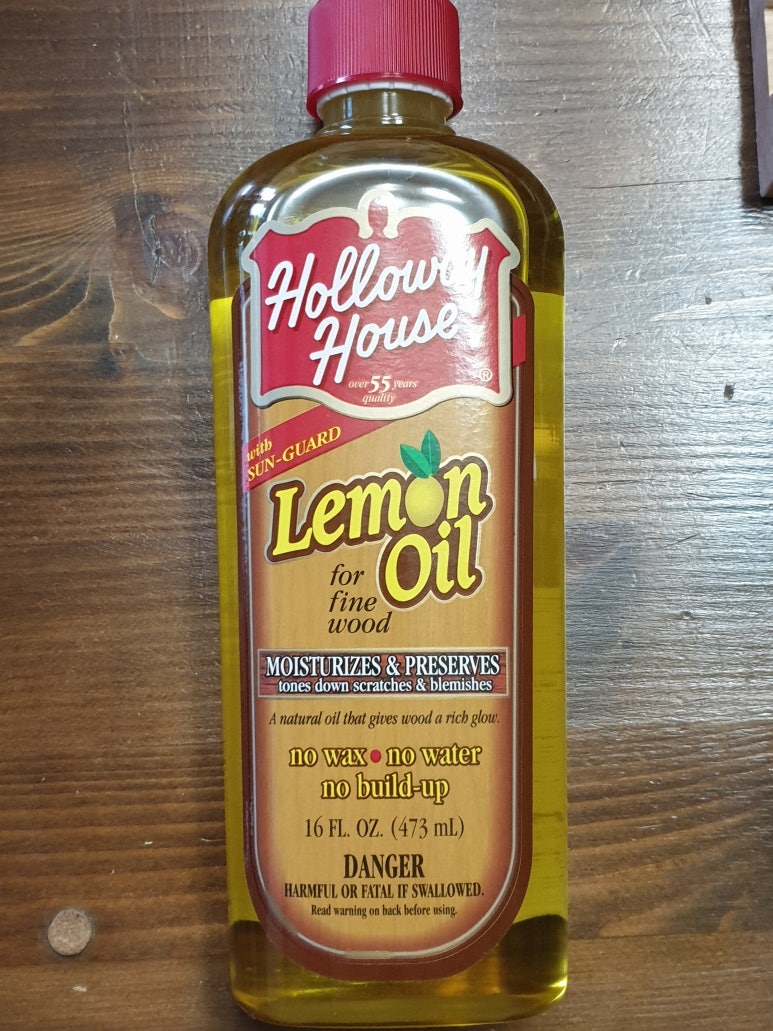 Holloway
House
over 55 years
quality
®
with
SUN-GUARD
Lemon
Oil
for
fine
wood
MOISTURIZES & PRESERVES
tones down scratches & blemishes
A natural oil that gives wood a rich glow.
no wax • no water
no build-up
16 FL. OZ. (473 mL)
DANGER
HARMFUL OR FATAL IF SWALLOWED.
Read warning on back before using.